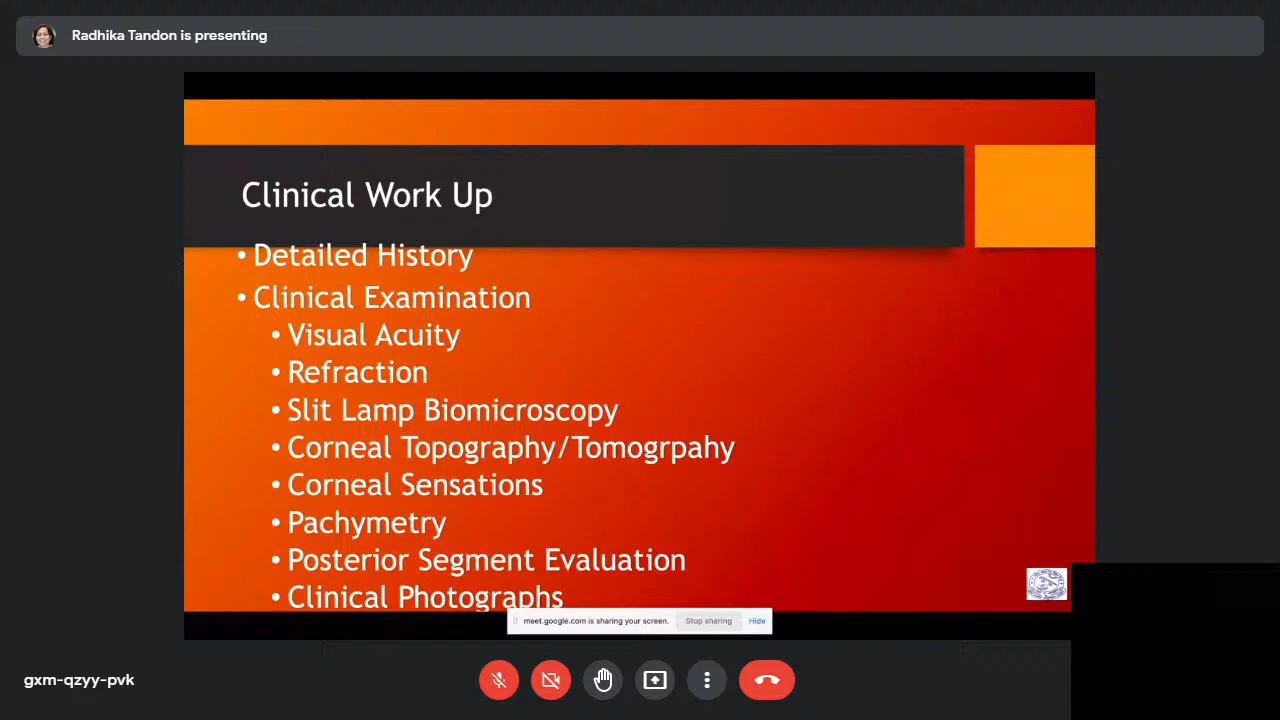 Radhika Tandon is presenting
Clinical Work Up
• Detailed History
• Clinical Examination
• Visual Acuity
• Refraction
• Slit Lamp Biomicroscopy
• Corneal Topography/Tomogrpahy
• Corneal Sensations
• Pachymetry
• Posterior Segment Evaluation
• Clinical Photographs
meet.google.com is sharing your screen. Stop sharing Hide
gxm-qzyy-pvk